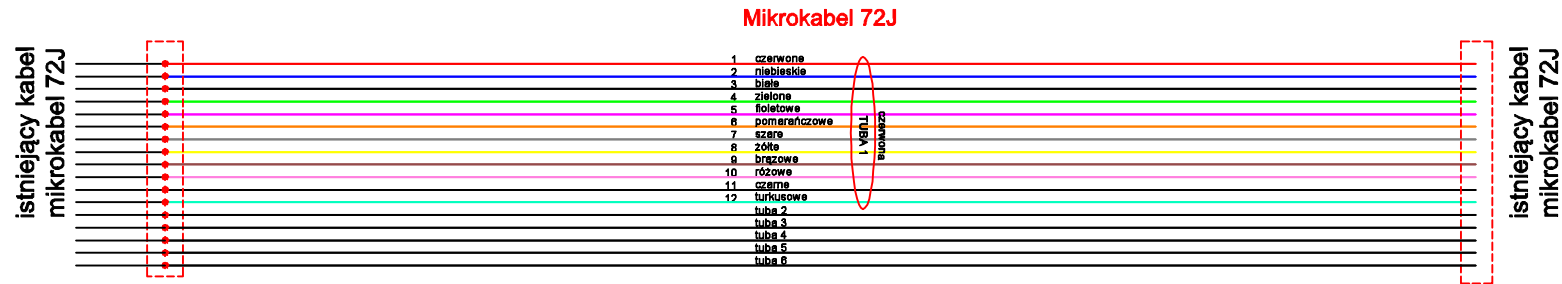 Mikrokabel 72J
istniejący kabel
mikrokabel 72J
1 czerwone
2 niebieskie
3 białe
4 zielone
5 fioletowe
6 pomarańczowe
7 szare
8 żółte
9 brązowe
10 różowe
11 czarne
12 turkusowe
tuba 2
tuba 3
tuba 4
tuba 5
tuba 6
czerwona
TUBA 1
istniejący kabel
mikrokabel 72J